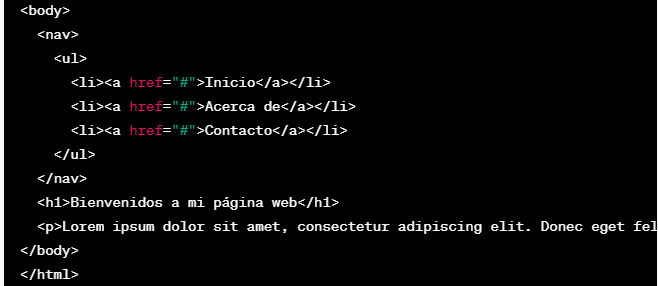 <body>
<nav>
<ul>
<li><a href="#">Inicio</a></li>
<li><a href="#">Acerca de</a></li>
<li><a href="#">Contacto</a></li>
</ul>
</nav>
<h1>Bienvenidos a mi página web</h1>
<p>Lorem ipsum dolor sit amet, consectetur adipiscing elit. Donec eget fel
</body>
</html>